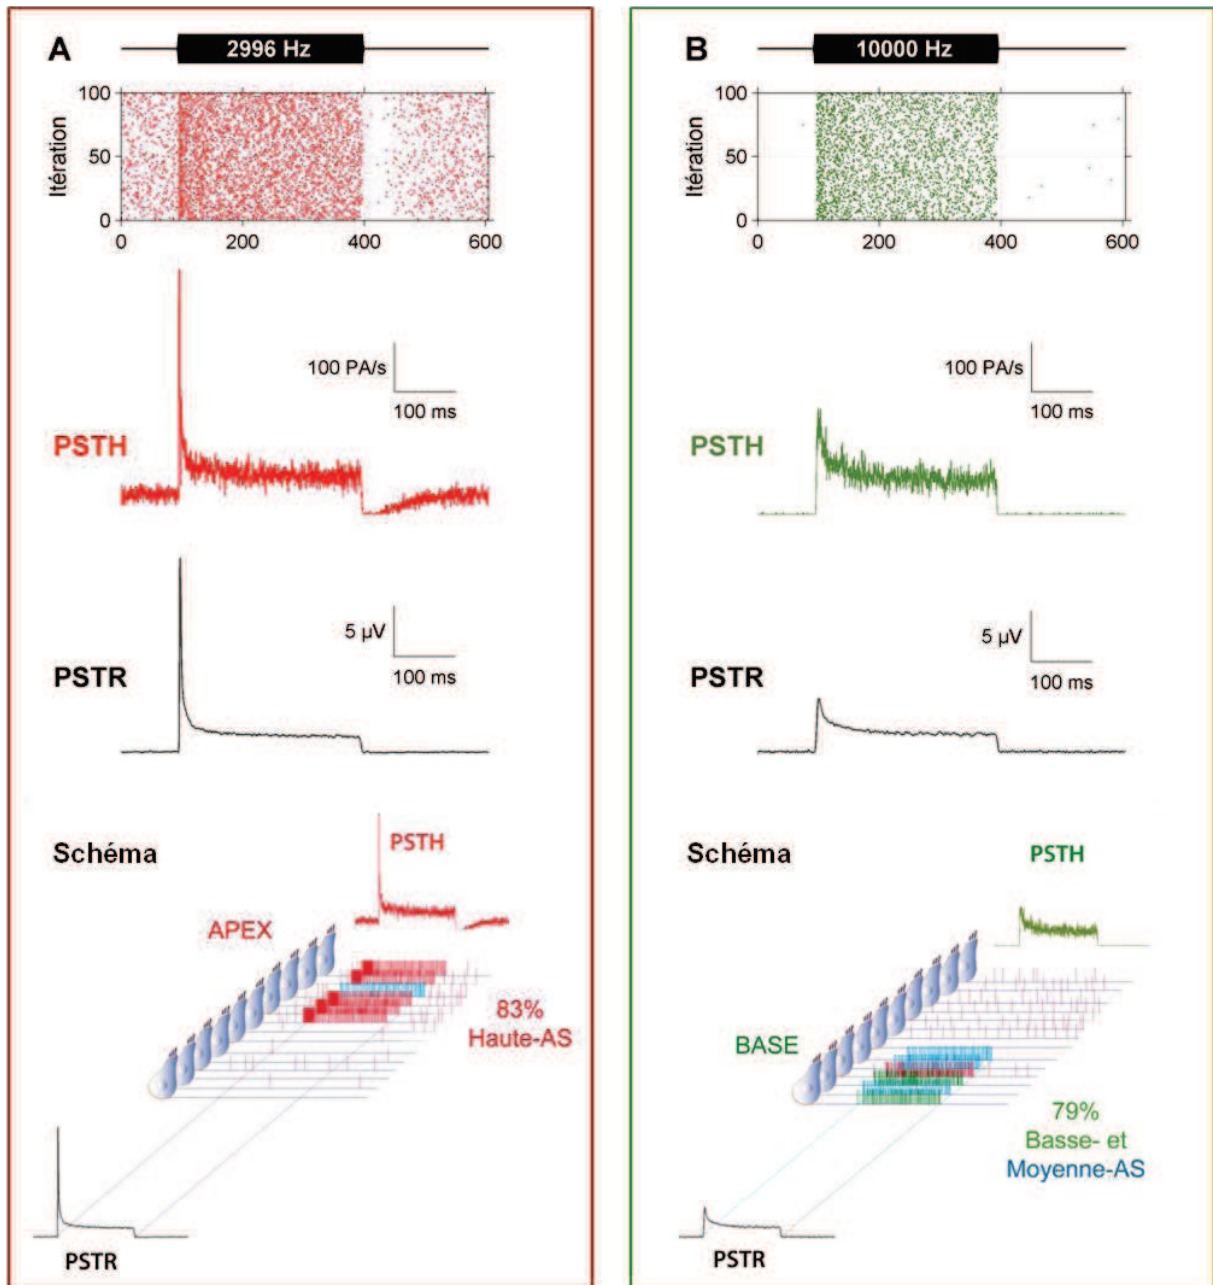 A
2996 Hz
100
50
0
Itération
0 200 400 600
100 PA/s
100 ms
PSTH
5 µV
100 ms
PSTR
Schéma
PSTH
APEX
83%
Haute-AS
PSTR
B
10000 Hz
100
50
0
Itération
0 200 400 600
100 PA/s
100 ms
PSTH
5 µV
100 ms
PSTR
Schéma
PSTH
BASE
79%
Basse- et
Moyenne-AS
PSTR